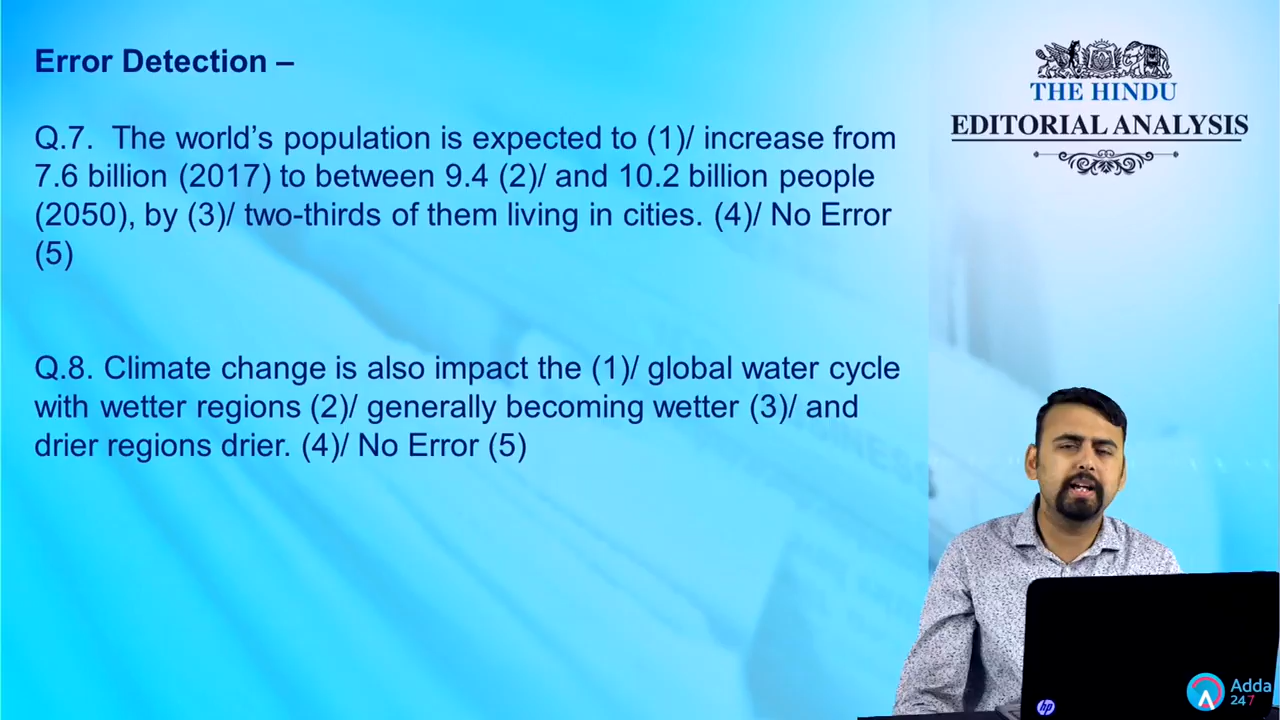 Error Detection –
Q.7.  The world's population is expected to (1)/ increase from
7.6 billion (2017) to between 9.4 (2)/ and 10.2 billion people
(2050), by (3)/ two-thirds of them living in cities. (4)/ No Error
(5)
Q.8. Climate change is also impact the (1)/ global water cycle
with wetter regions (2)/ generally becoming wetter (3)/ and
drier regions drier. (4)/ No Error (5)
THE HINDU
EDITORIAL ANALYSIS
hp
Adda
247